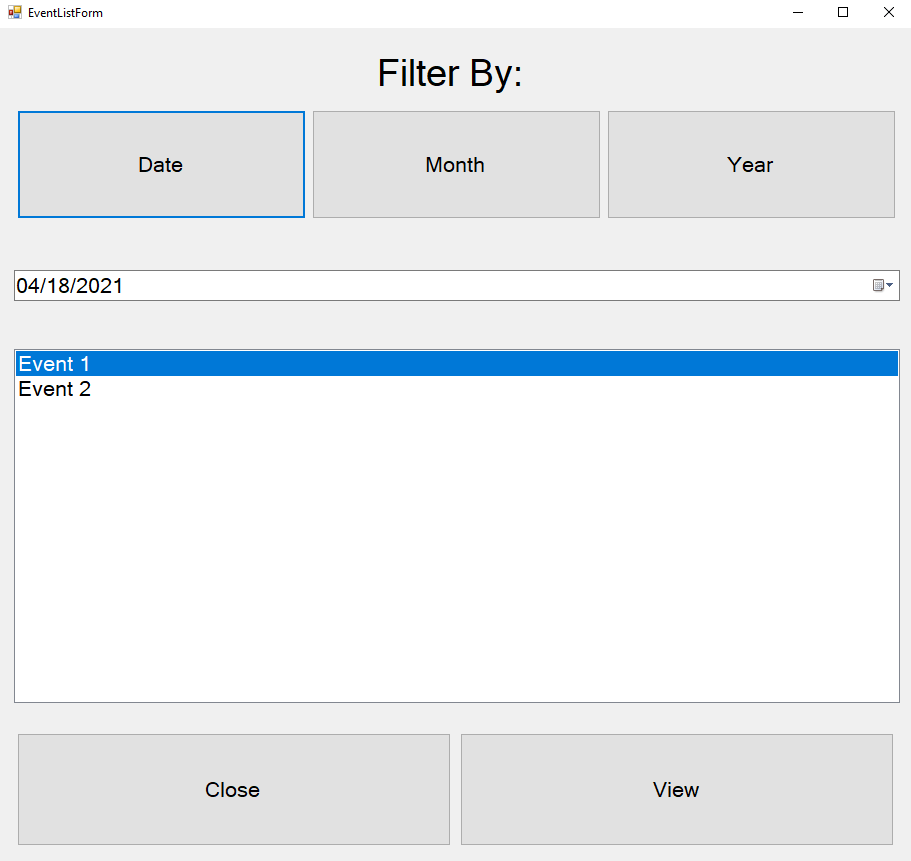 EventListForm
Filter By:
Date Month Year
04/18/2021
Event 1
Event 2
Close View